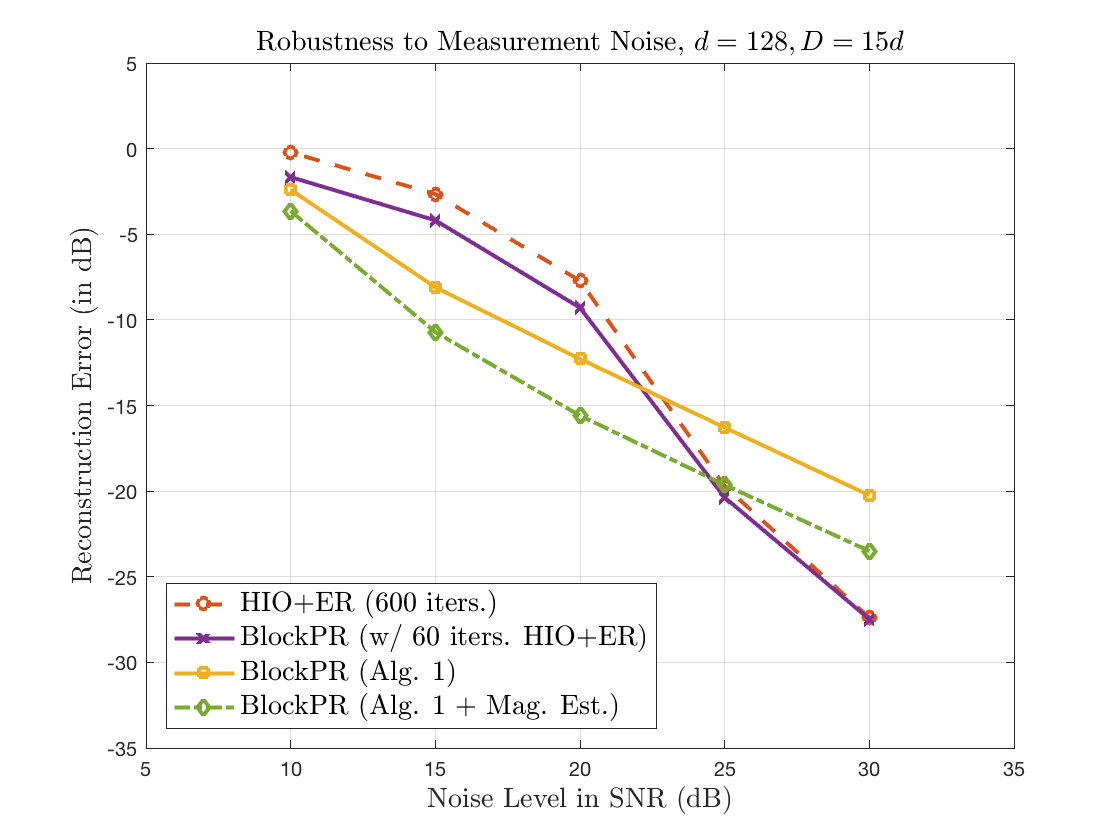 Robustness to Measurement Noise, d = 128, D = 15d
5
0
-5
-10
-15
-20
-25
-30
-35
Reconstruction Error (in dB)
HIO+ER (600 iters.)
BlockPR (w/ 60 iters. HIO+ER)
BlockPR (Alg. 1)
BlockPR (Alg. 1 + Mag. Est.)
5 10 15 20 25 30 35
Noise Level in SNR (dB)